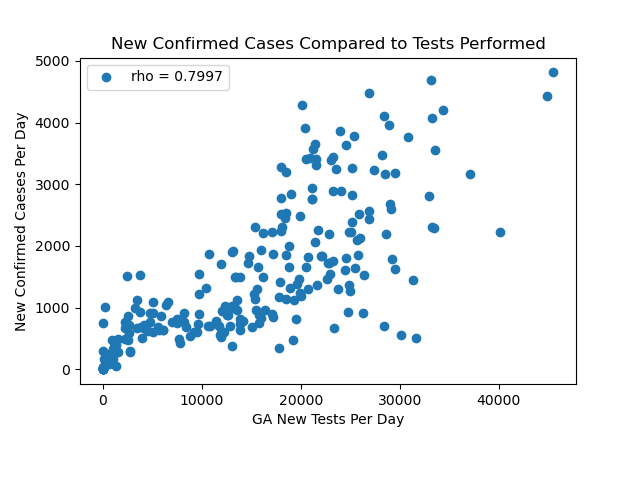 New Confirmed Cases Compared to Tests Performed
rho = 0.7997
5000
4000
3000
2000
1000
0
New Confirmed Caeses Per Day
0 10000 20000 30000 40000
GA New Tests Per Day